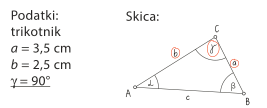 Podatki:
trikotnik
a = 3,5 cm
b = 2,5 cm
γ = 90°
Skica:
C
γ
b
a
A
α
β
B
c